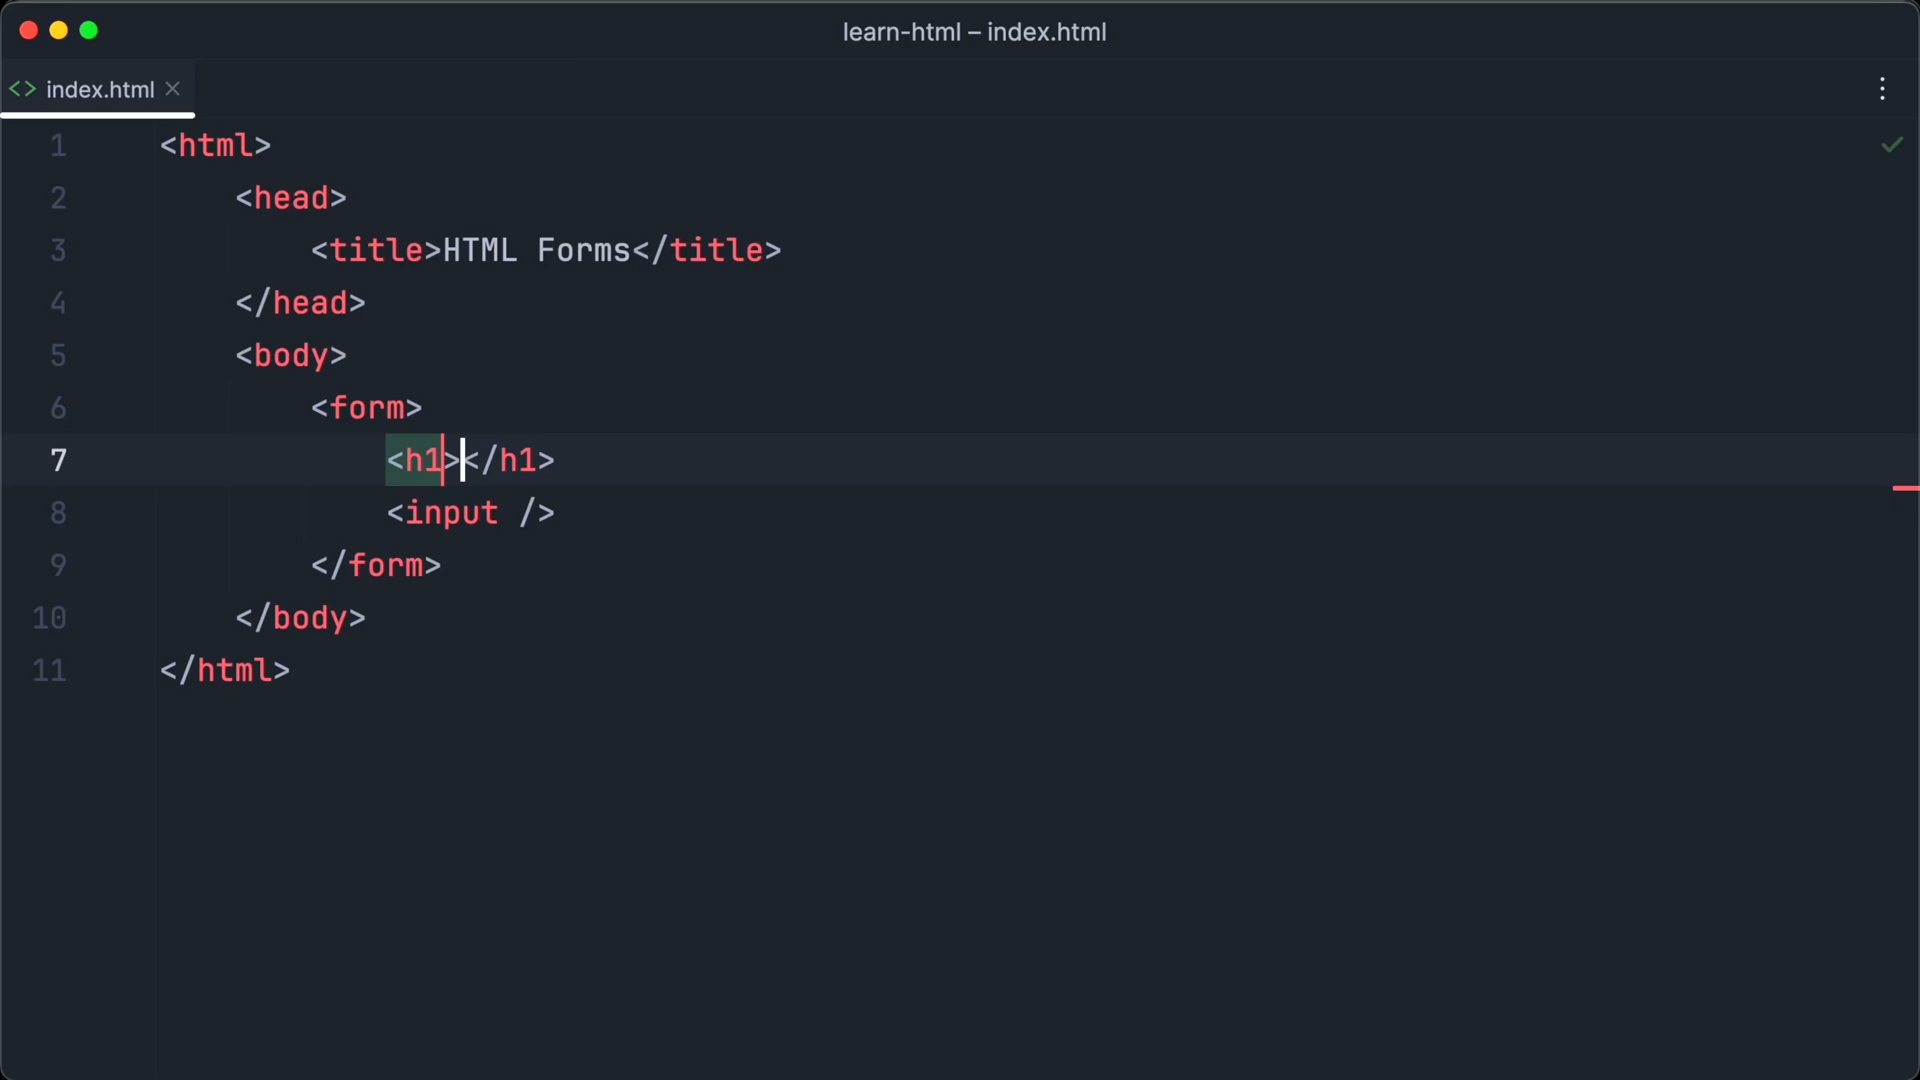 learn-html – index.html
<> index.html
1 <html>
2 <head>
3 <title>HTML Forms</title>
4 </head>
5 <body>
6 <form>
7 <h1></h1>
8 <input />
9 </form>
10 </body>
11 </html>